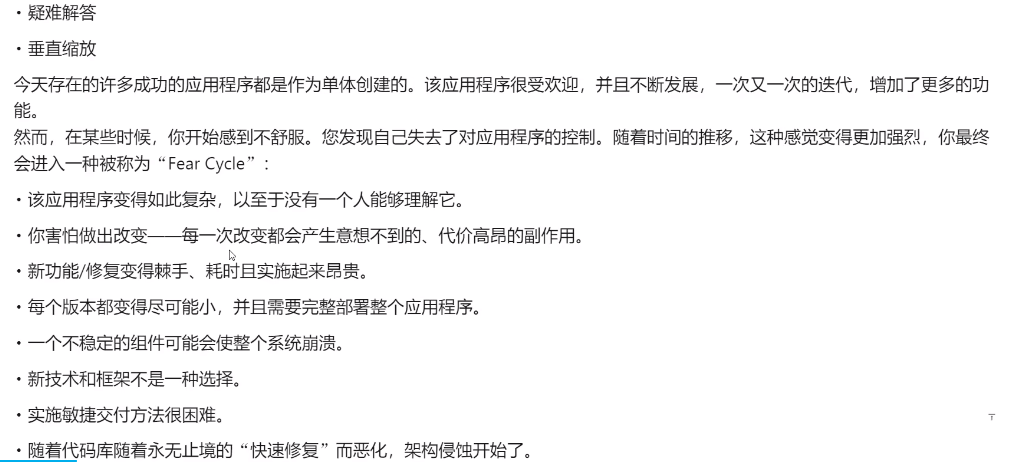 • 疑难解答
• 垂直缩放
今天存在的许多成功的应用程序都是作为单体创建的。该应用程序很受欢迎，并且不断发展，一次又一次的迭代，增加了更多的功
能。
然而，在某些时候，你开始感到不舒服。您发现自己失去了对应用程序的控制。随着时间的推移，这种感觉变得更加强烈，你最终
会进入一种被称为“Fear Cycle”：
• 该应用程序变得如此复杂，以至于没有一个人能够理解它。
• 你害怕做出改变——每一次改变都会产生意想不到的、代价高昂的副作用。
• 新功能/修复变得棘手、耗时且实施起来昂贵。
• 每个版本都变得尽可能小，并且需要完整部署整个应用程序。
• 一个不稳定的组件可能会使整个系统崩溃。
• 新技术和框架不是一种选择。
• 实施敏捷交付方法很困难。
• 随着代码库随着永无止境的“快速修复”而恶化，架构侵蚀开始了。